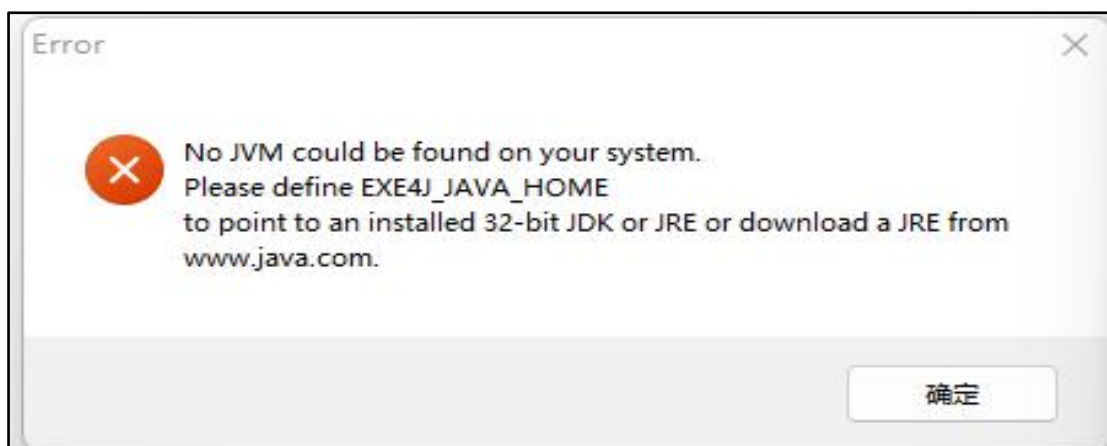 Error
No JVM could be found on your system.
Please define EXE4J_JAVA_HOME
to point to an installed 32-bit JDK or JRE or download a JRE from
www.java.com.
确定